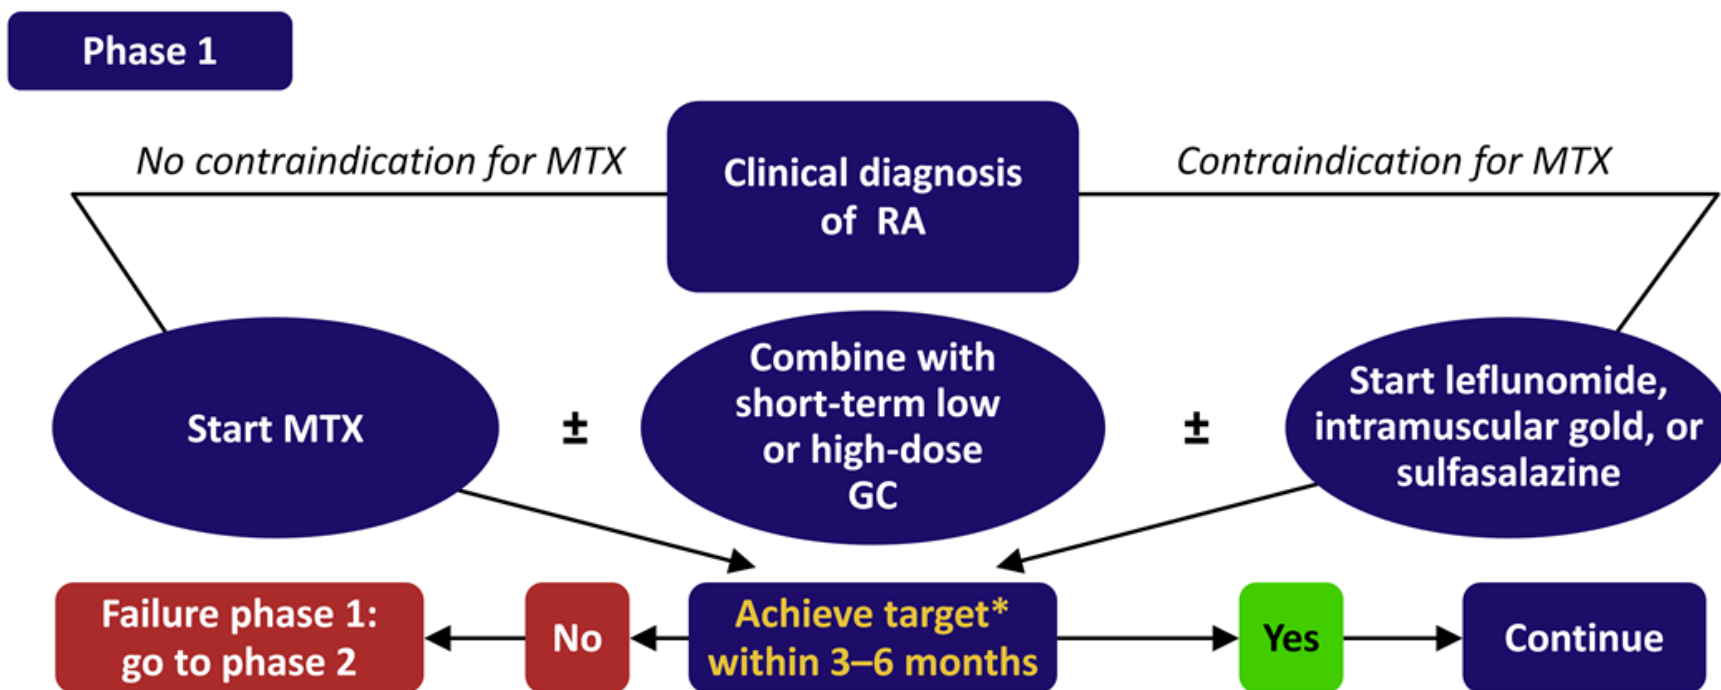 Phase 1
No contraindication for MTX
Clinical diagnosis
of RA
Contraindication for MTX
Start MTX
±
Combine with
short-term low
or high-dose
GC
±
Start leflunomide,
intramuscular gold, or
sulfasalazine
Failure phase 1:
go to phase 2
No
Achieve target*
within 3–6 months
Yes
Continue